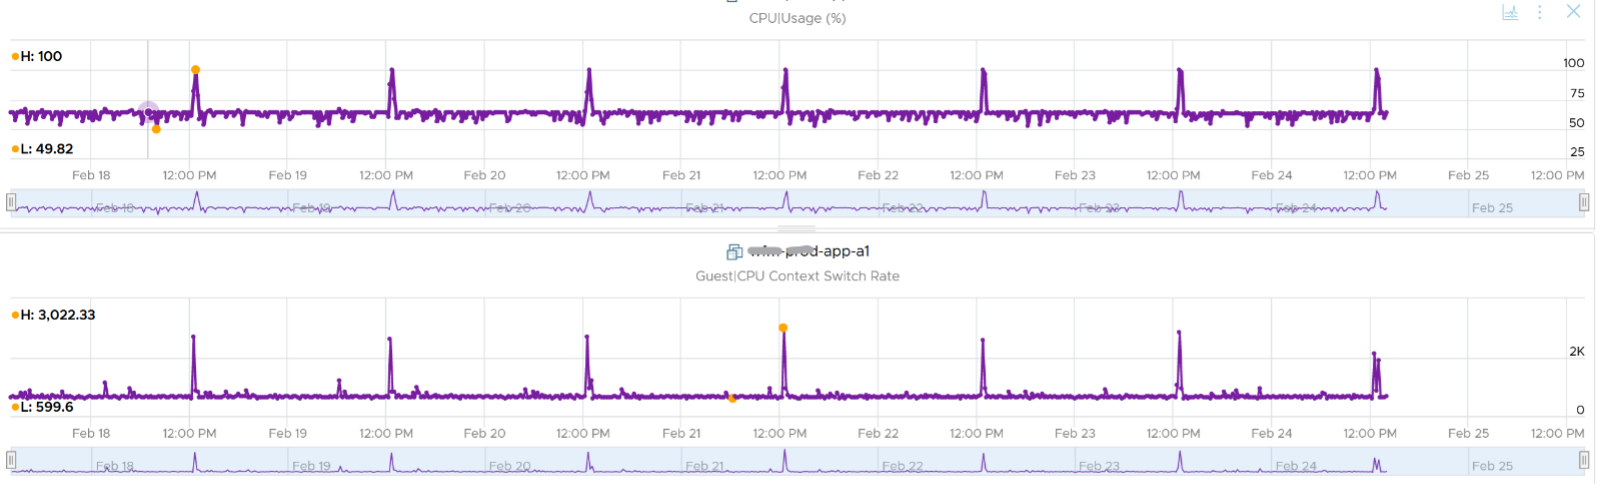 CPU|Usage (%)
H: 100
100
75
50
L: 49.82
25
Feb 18 12:00 PM Feb 19 12:00 PM Feb 20 12:00 PM Feb 21 12:00 PM Feb 22 12:00 PM Feb 23 12:00 PM Feb 24 12:00 PM Feb 25 12:00 PM
Feb 18 Feb 19 Feb 20 Feb 21 Feb 22 Feb 23 Feb 24 Feb 25
-app-a1
Guest|CPU Context Switch Rate
H: 3,022.33
2K
L: 599.6
0
Feb 18 12:00 PM Feb 19 12:00 PM Feb 20 12:00 PM Feb 21 12:00 PM Feb 22 12:00 PM Feb 23 12:00 PM Feb 24 12:00 PM Feb 25 12:00 PM
Feb 18 Feb 19 Feb 20 Feb 21 Feb 22 Feb 23 Feb 24 Feb 25